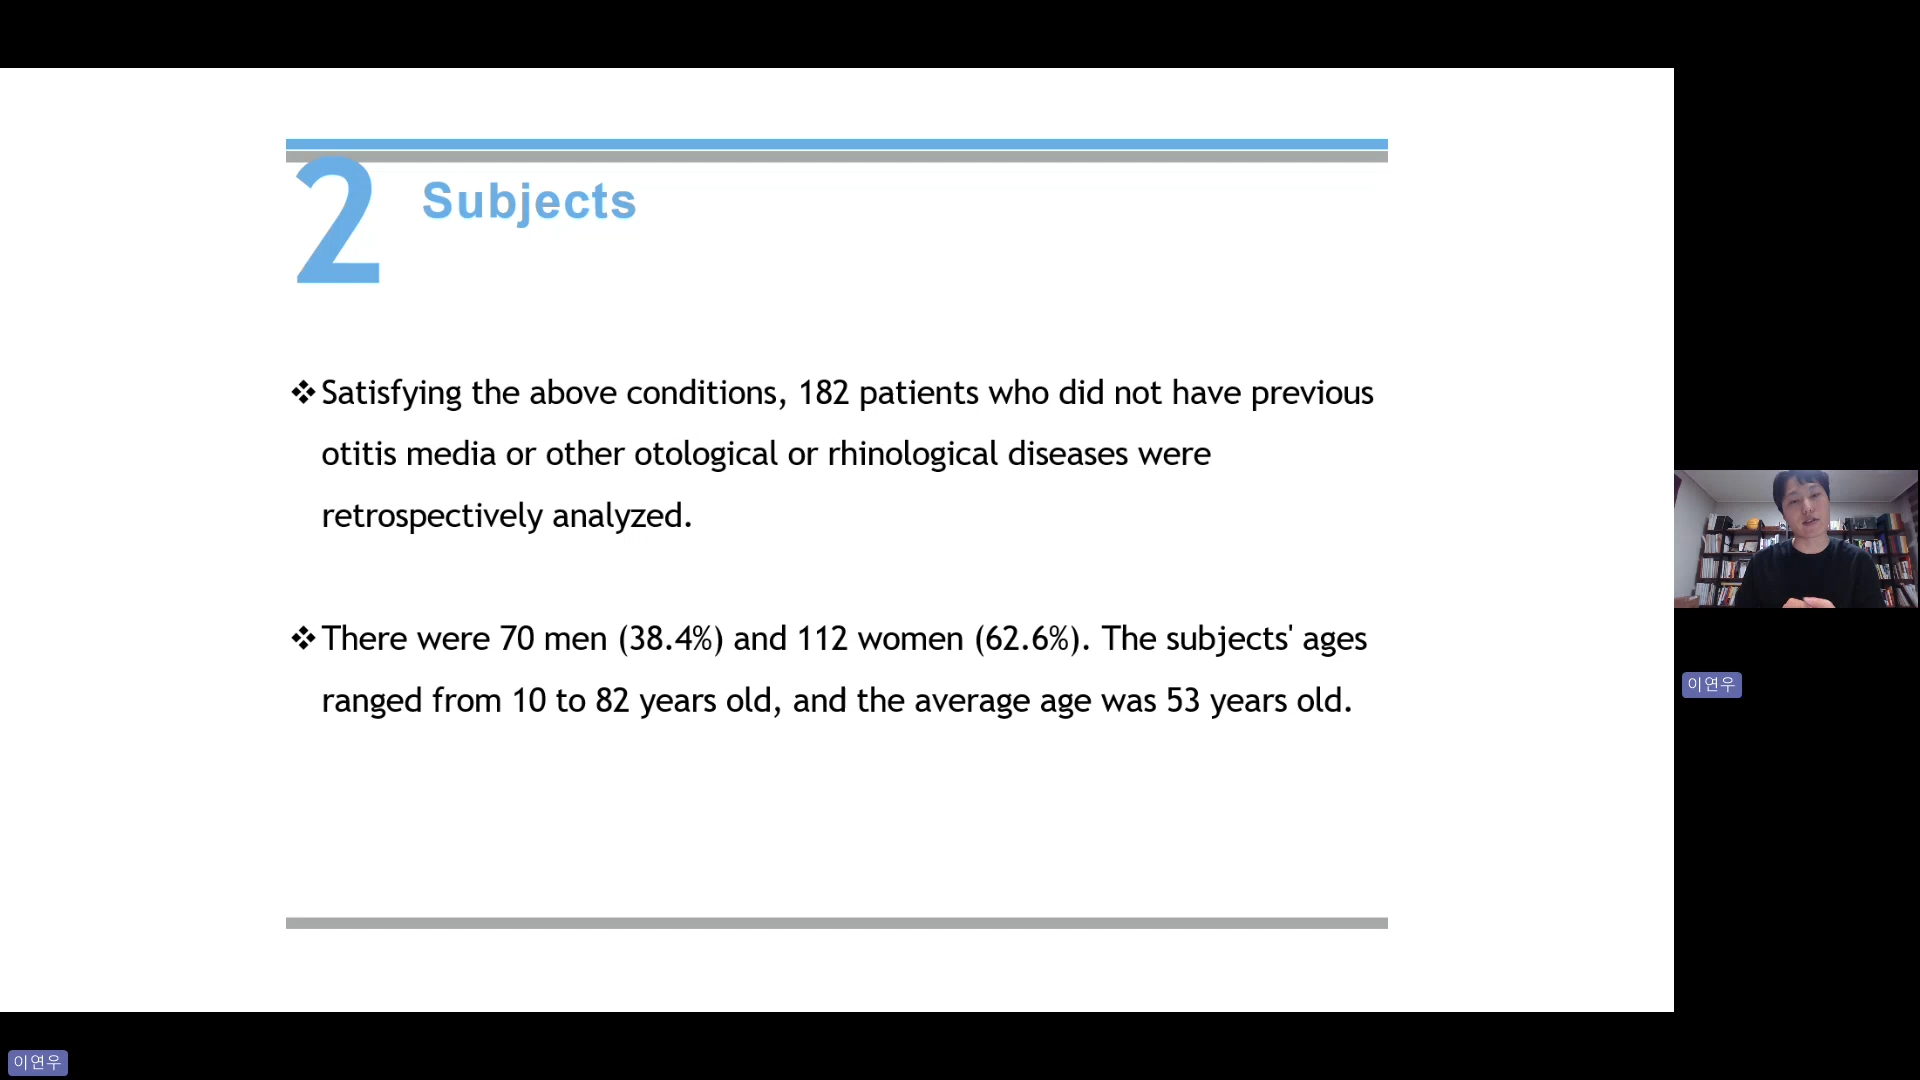 2
Subjects
❖Satisfying the above conditions, 182 patients who did not have previous
otitis media or other otological or rhinological diseases were
retrospectively analyzed.
❖There were 70 men (38.4%) and 112 women (62.6%). The subjects' ages
ranged from 10 to 82 years old, and the average age was 53 years old.
이연우
이연우